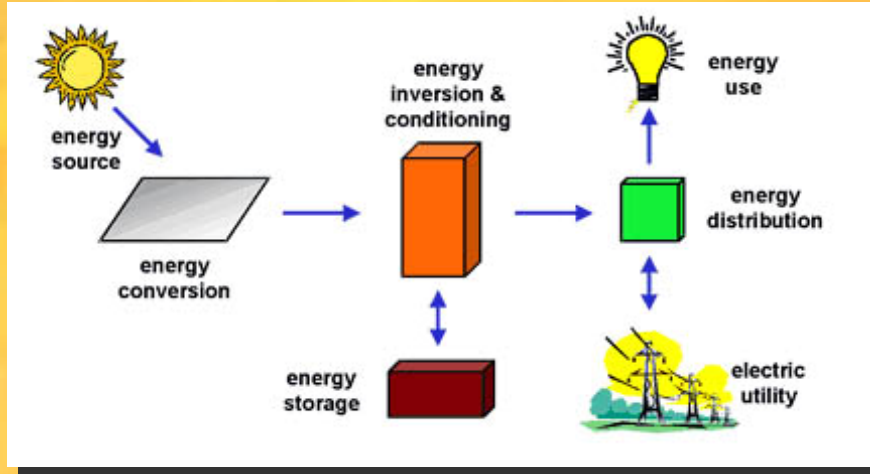 energy
source
energy
conversion
energy
inversion &
conditioning
energy
storage
energy
use
energy
distribution
electric
utility